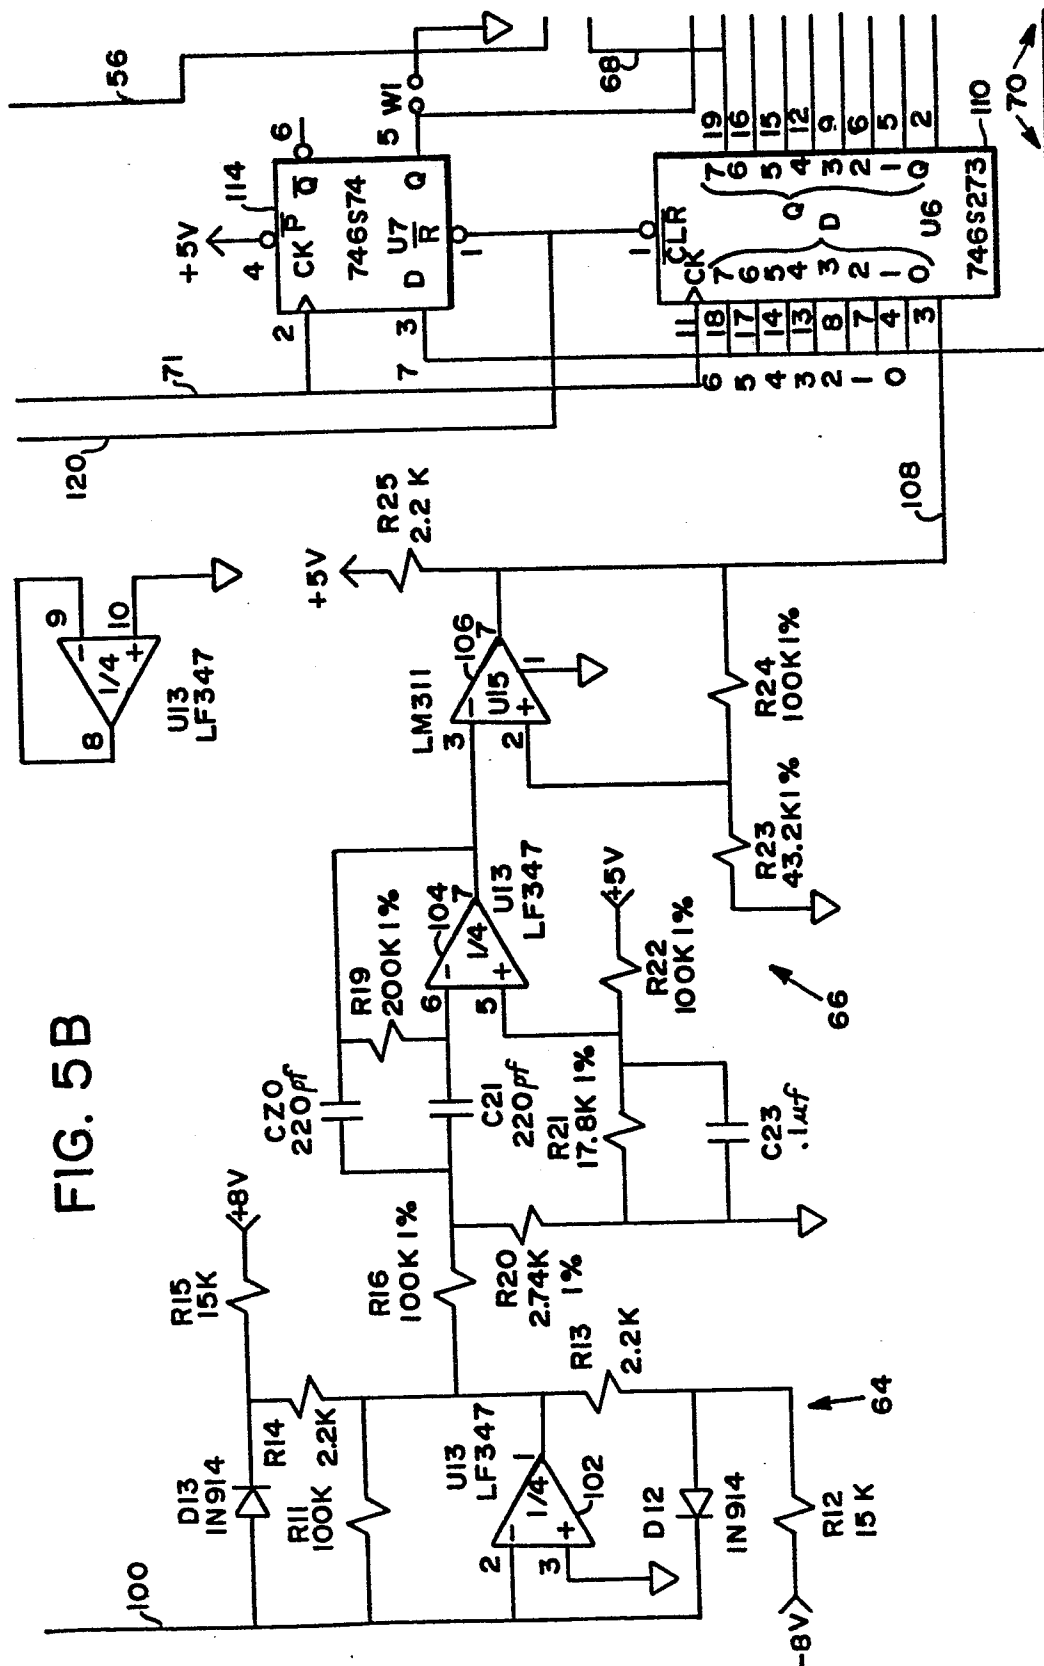 FIG. 5B
100
D13
1N914
R11
100K
R14
2.2K
R15
15K
+8V
U13
LF347
1
1/4
102
2
-
3
+
D12
1N914
R12
15K
-8V
R13
2.2K
64
R16
100K 1%
R20
2.74K
1%
CZ0
220pf
R19
200K 1%
C21
220pf
R21
17.8K 1%
C23
.1uf
6
-
5
+
104
1/4
7
U13
LF347
R22
100K 1%
+5V
66
LM311
106
3
-
2
+
U15
7
1
R23
43.2K 1%
R24
100K 1%
+5V
R25
2.2K
108
8
9
-
10
+
1/4
U13
LF347
120
71
56
+5V
114
4
P
6
Q
CK
2
746S74
U7
D
3
7
R
1
Q
5
W1
68
CLR
CK
11
6 18 7
5 17 6
4 14 5
3 13 4
2 8 3
1 7 2
0 4 1
3 0
D
Q
7 19
6 16
5 15
4 12
3 9
2 6
1 5
Q 2
U6
746S273
110
70